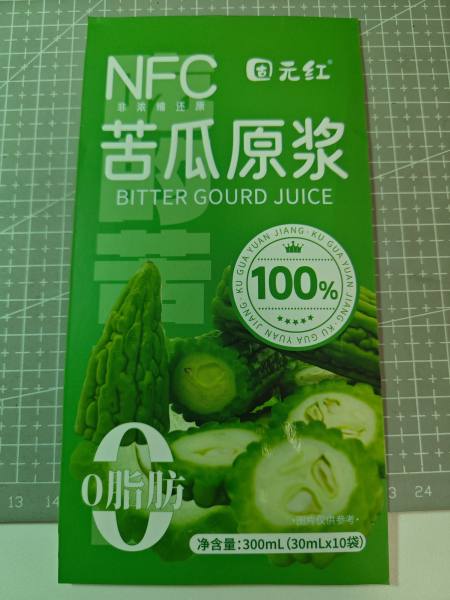 NFC
固元红®
非浓缩还原
苦瓜原浆
BITTER GOURD JUICE
KU GUA YUAN JIANG · KU GUA YUAN JIANG · KU GUA YUAN JIANG ·
100%
0脂肪
·图片仅供参考·
净含量:300mL(30mLx10袋)
13
14
23
24